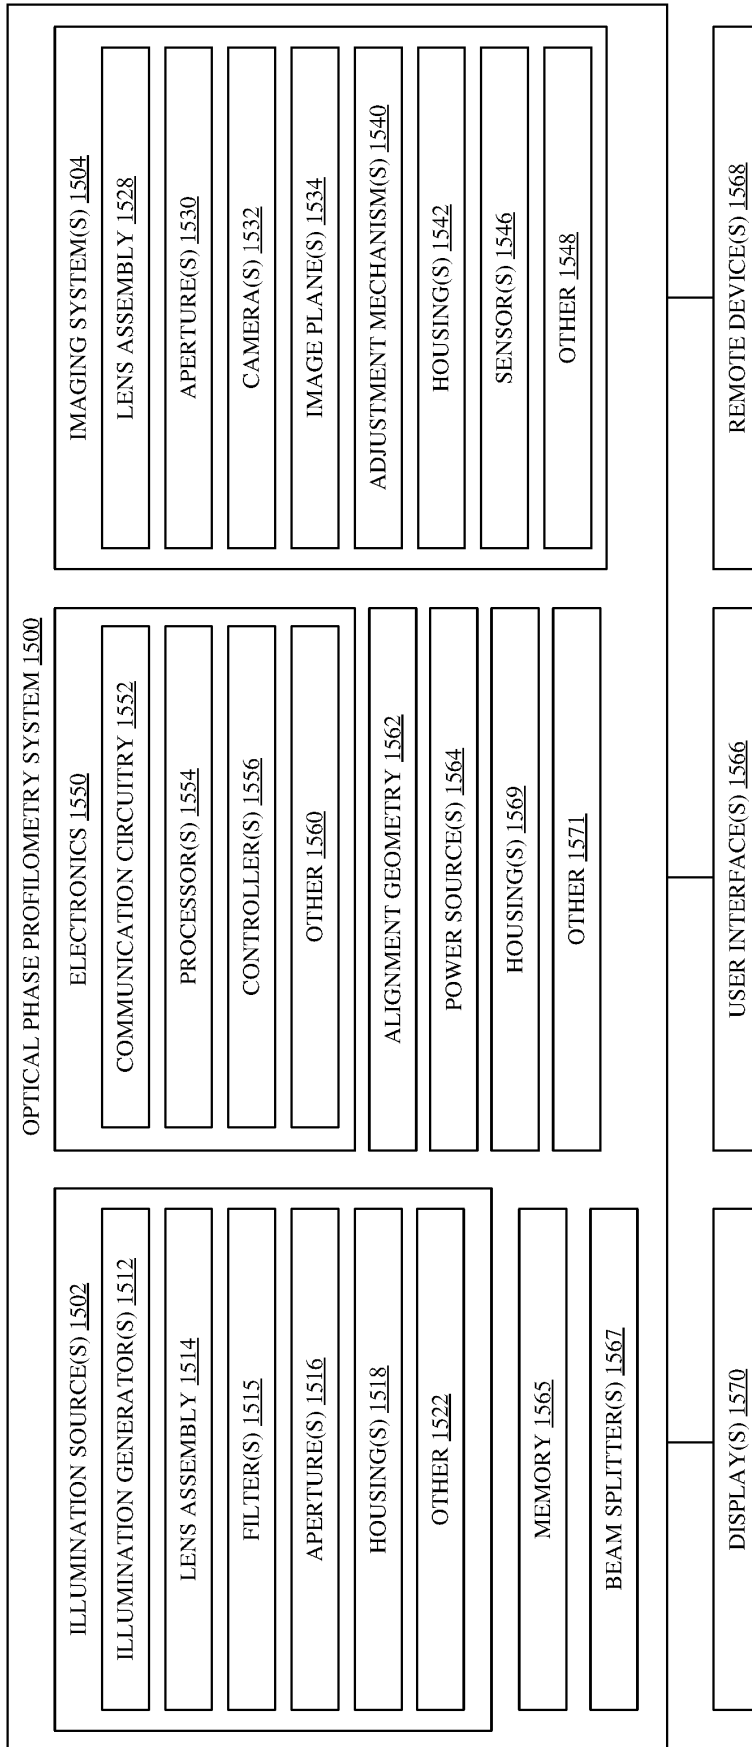 OPTICAL PHASE PROFILOMETRY SYSTEM 1500
ILLUMINATION SOURCE(S) 1502
ILLUMINATION GENERATOR(S) 1512
LENS ASSEMBLY 1514
FILTER(S) 1515
APERTURE(S) 1516
HOUSING(S) 1518
OTHER 1522
MEMORY 1565
BEAM SPLITTER(S) 1567
ELECTRONICS 1550
COMMUNICATION CIRCUITRY 1552
PROCESSOR(S) 1554
CONTROLLER(S) 1556
OTHER 1560
ALIGNMENT GEOMETRY 1562
POWER SOURCE(S) 1564
HOUSING(S) 1569
OTHER 1571
IMAGING SYSTEM(S) 1504
LENS ASSEMBLY 1528
APERTURE(S) 1530
CAMERA(S) 1532
IMAGE PLANE(S) 1534
ADJUSTMENT MECHANISM(S) 1540
HOUSING(S) 1542
SENSOR(S) 1546
OTHER 1548
DISPLAY(S) 1570
USER INTERFACE(S) 1566
REMOTE DEVICE(S) 1568